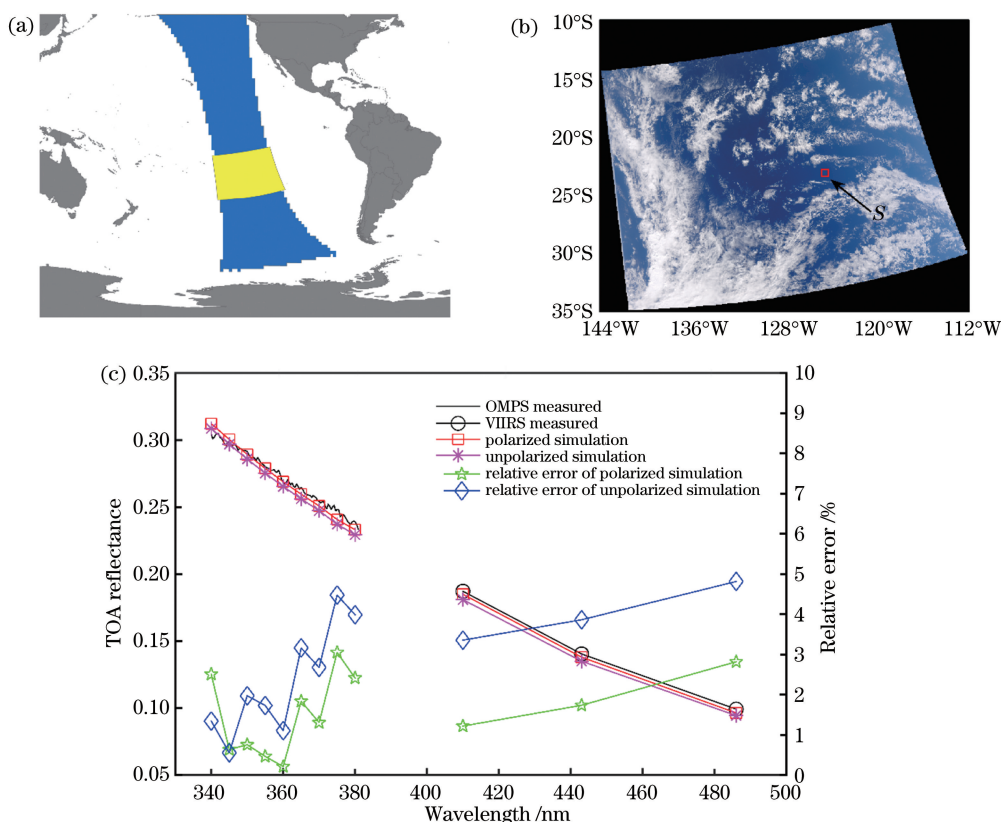 (a)
(b)
10°S
15°S
20°S
25°S
30°S
35°S
S
144°W
136°W
128°W
120°W
112°W
(c)
0.35
0.30
0.25
0.20
0.15
0.10
0.05
TOA reflectance
OMPS measured
VIIRS measured
polarized simulation
unpolarized simulation
relative error of polarized simulation
relative error of unpolarized simulation
10
9
8
7
6
5
4
3
2
1
0
Relative error /%
340
360
380
400
420
440
460
480
500
Wavelength /nm